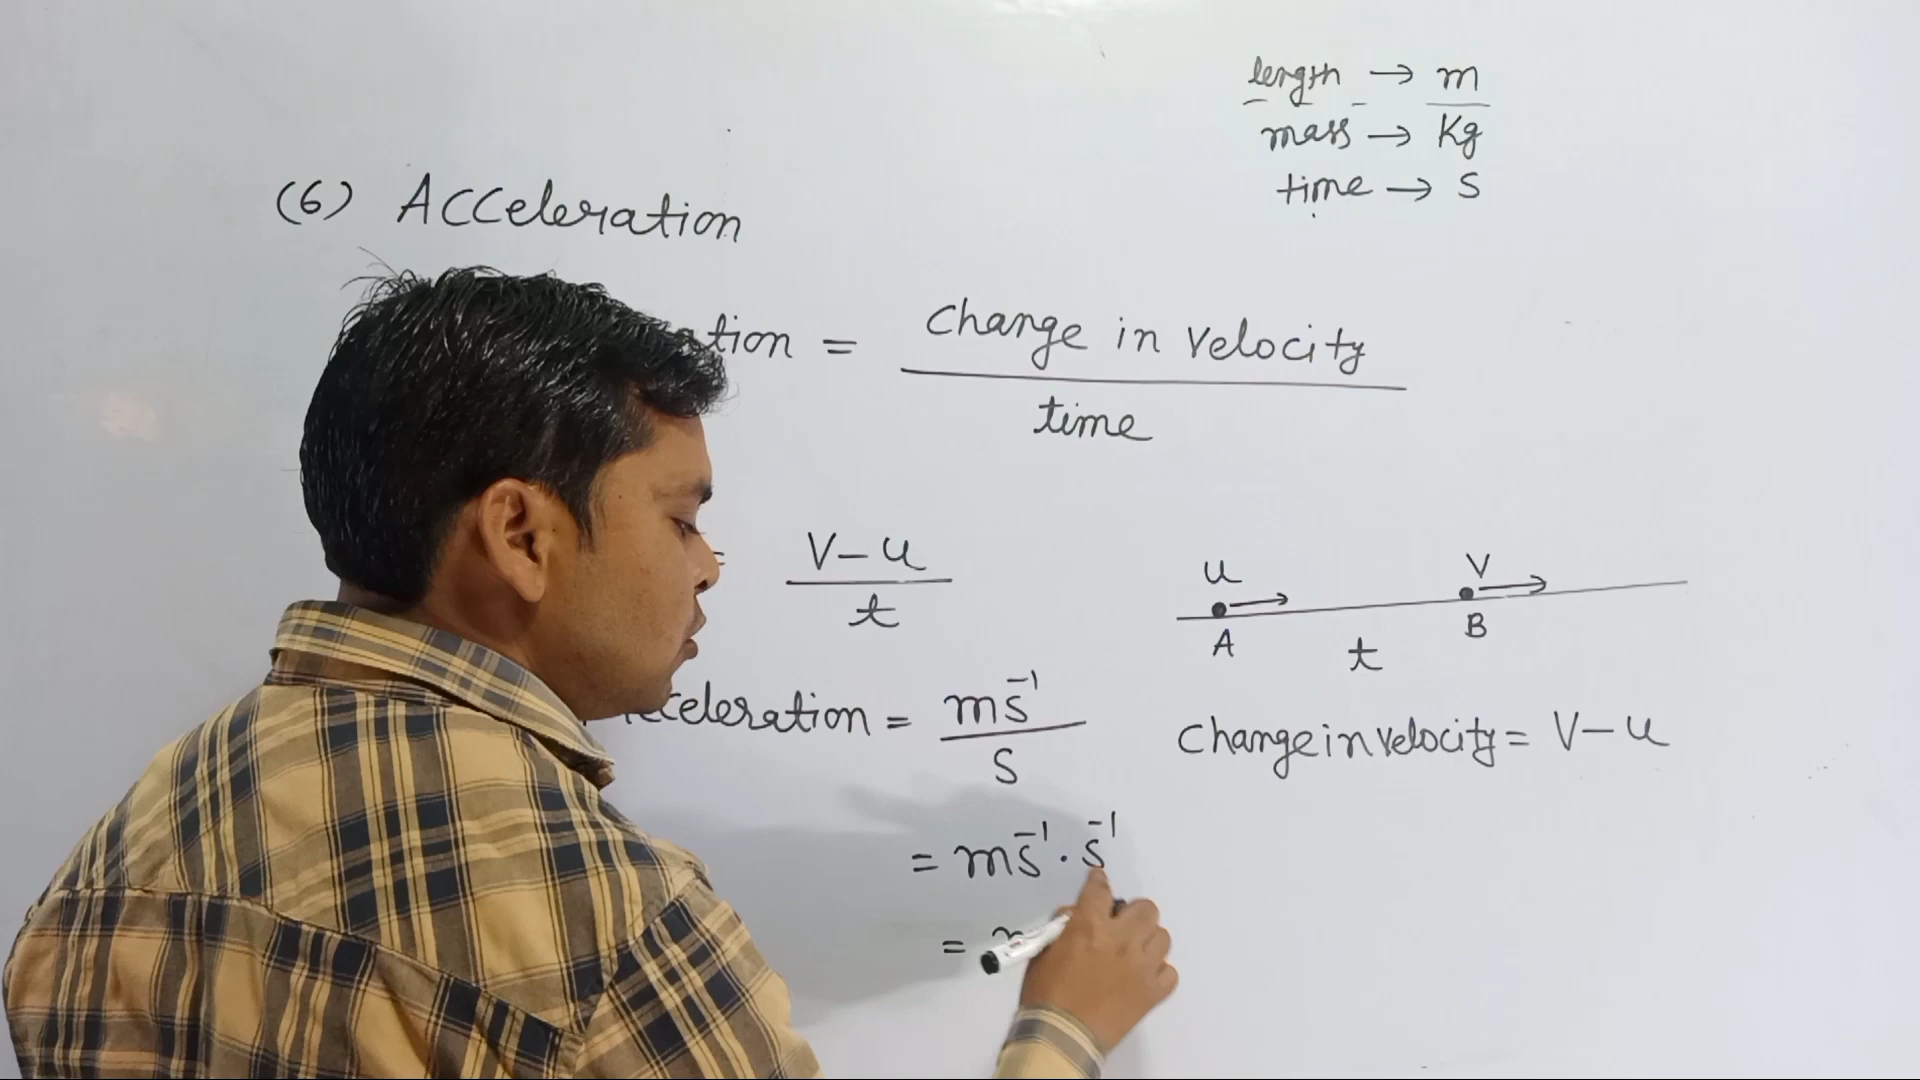 length → m
mass → Kg
time → s
(6) Acceleration
tion = Change in velocity
time
= V-u
t
u V
A B
t
cceleration = ms⁻¹
s
Change in velocity = V-u
= ms⁻¹ · s⁻¹
=